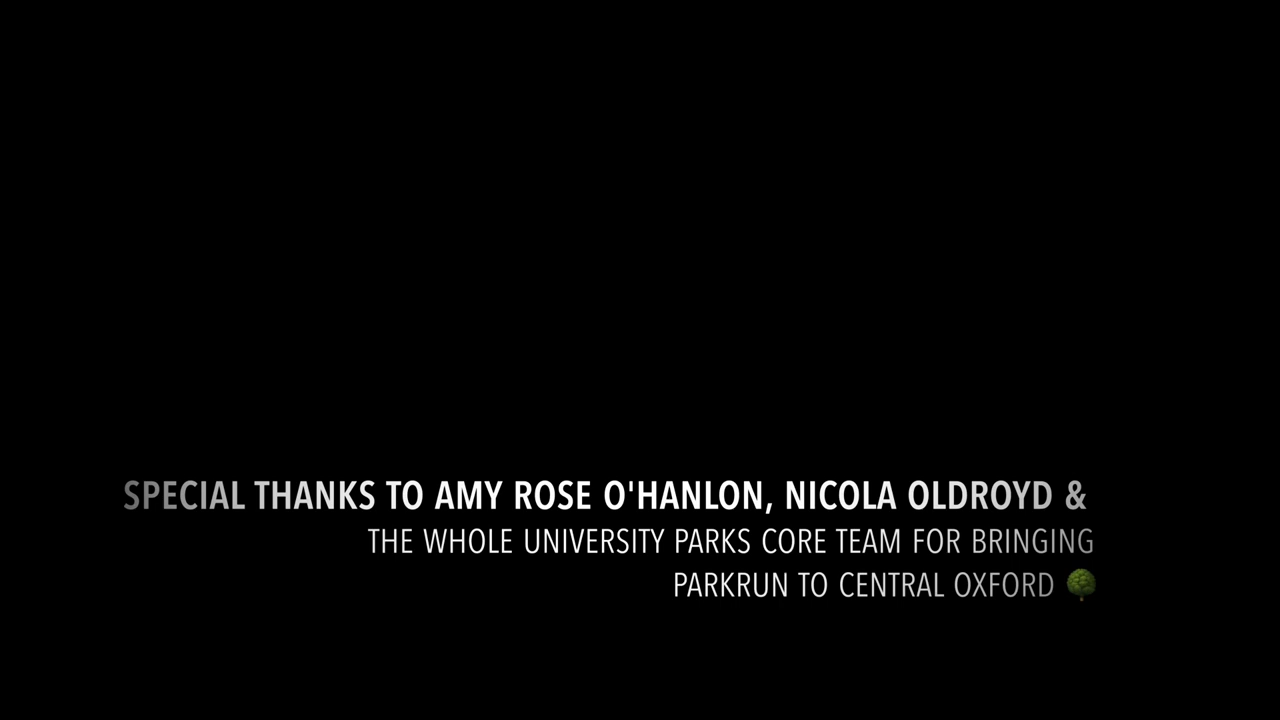 SPECIAL THANKS TO AMY ROSE O'HANLON, NICOLA OLDROYD &
THE WHOLE UNIVERSITY PARKS CORE TEAM FOR BRINGING
PARKRUN TO CENTRAL OXFORD 🌳